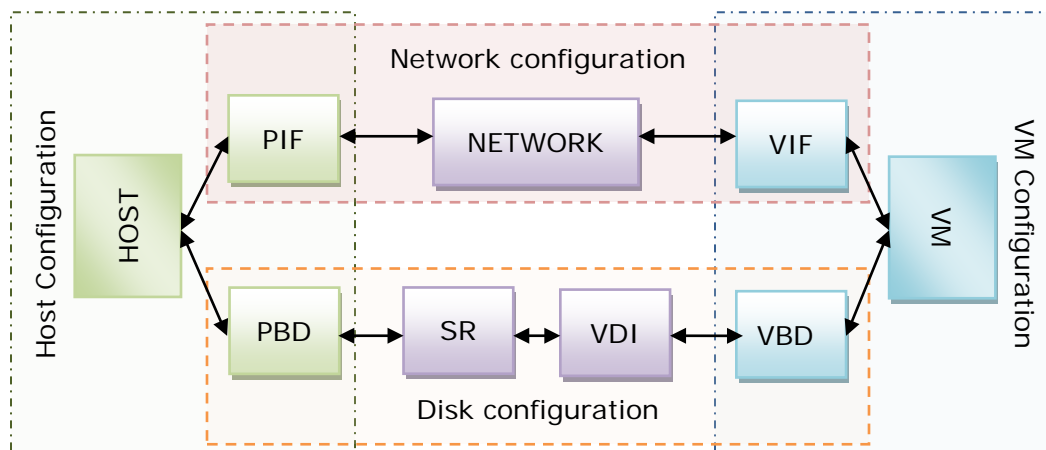 Network configuration
Host Configuration
HOST
PIF
NETWORK
VIF
VM
VM Configuration
PBD
SR
VDI
VBD
Disk configuration